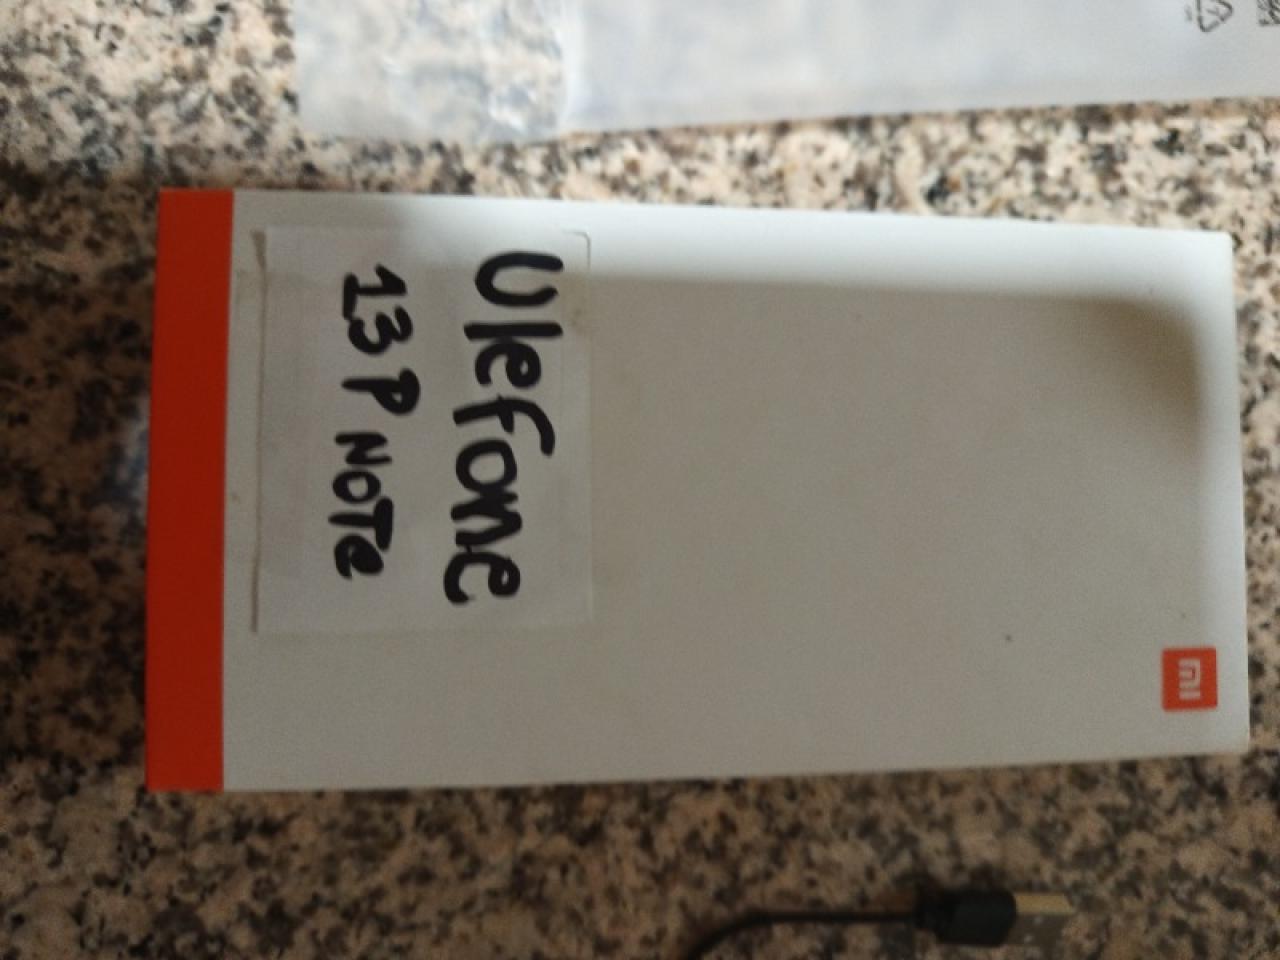 Ulefone
13 P NOTe
mi